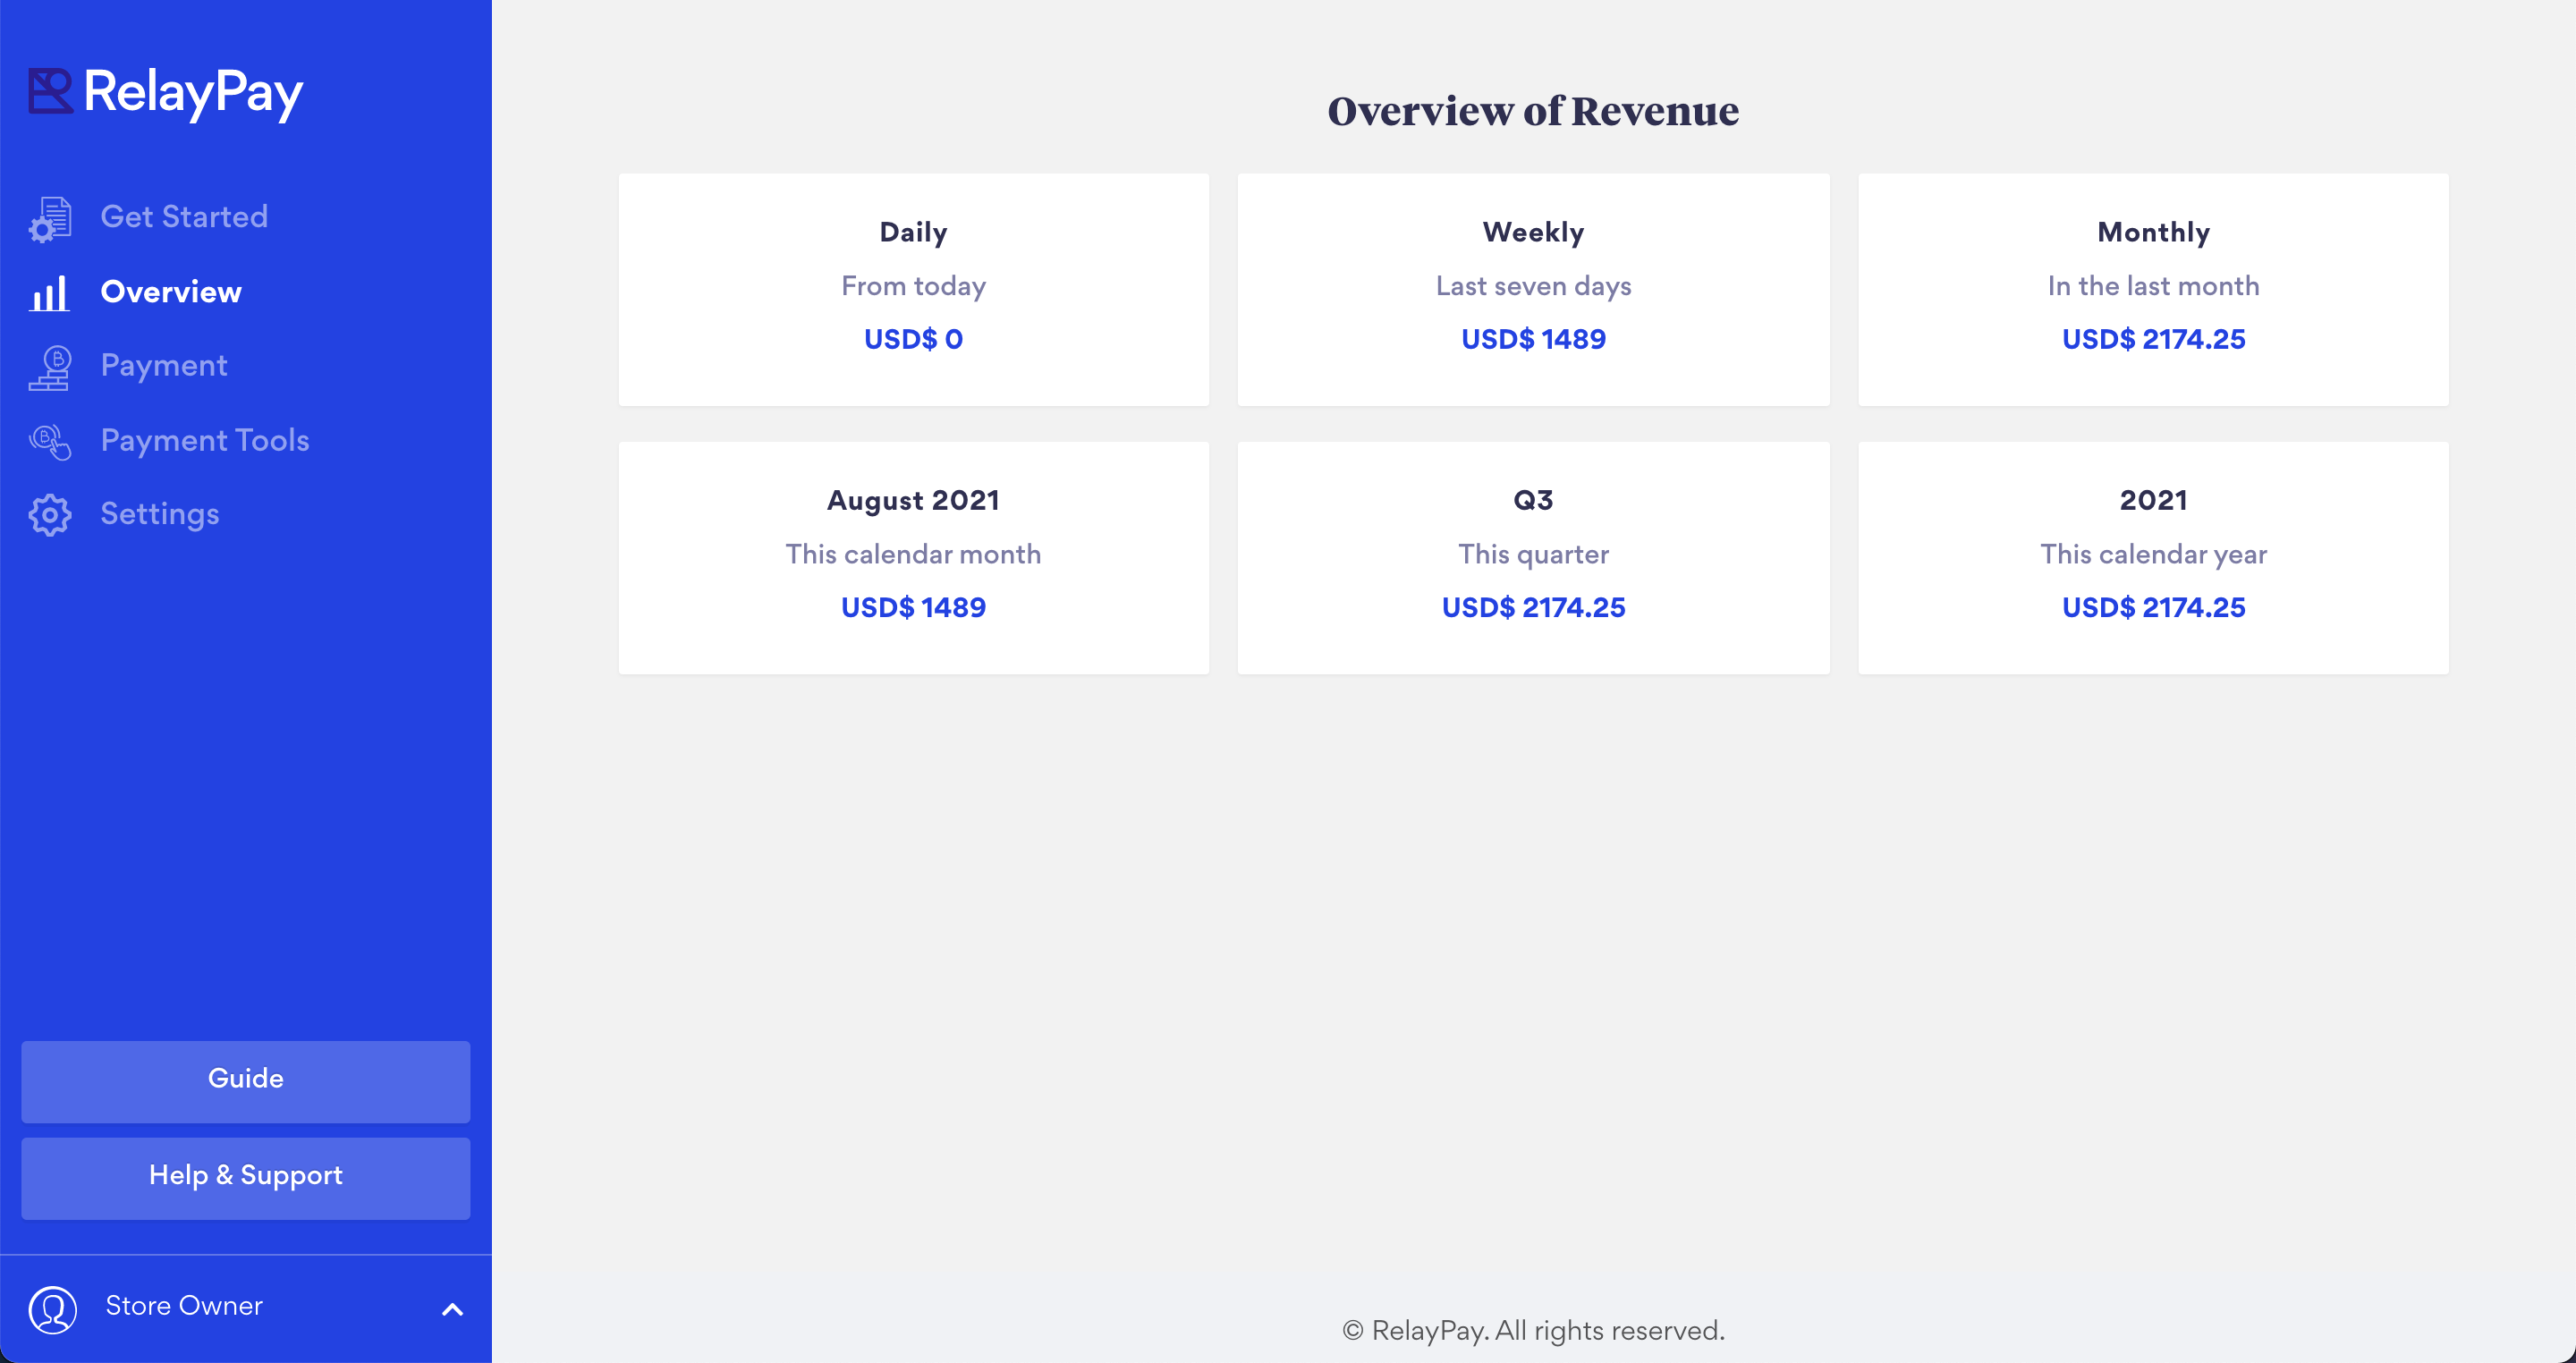 RelayPay
Get Started
Overview
Payment
Payment Tools
Settings
Guide
Help & Support
Store Owner
Overview of Revenue
Daily
From today
USD$ 0
Weekly
Last seven days
USD$ 1489
Monthly
In the last month
USD$ 2174.25
August 2021
This calendar month
USD$ 1489
Q3
This quarter
USD$ 2174.25
2021
This calendar year
USD$ 2174.25
© RelayPay. All rights reserved.